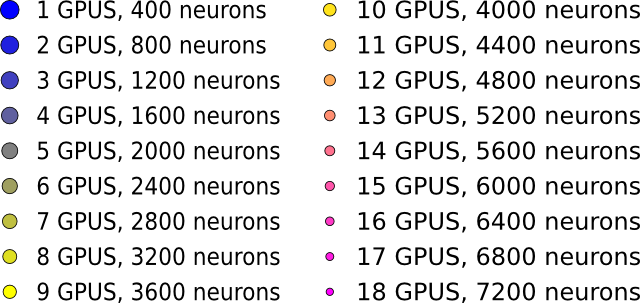 1 GPUS, 400 neurons
2 GPUS, 800 neurons
3 GPUS, 1200 neurons
4 GPUS, 1600 neurons
5 GPUS, 2000 neurons
6 GPUS, 2400 neurons
7 GPUS, 2800 neurons
8 GPUS, 3200 neurons
9 GPUS, 3600 neurons
10 GPUS, 4000 neurons
11 GPUS, 4400 neurons
12 GPUS, 4800 neurons
13 GPUS, 5200 neurons
14 GPUS, 5600 neurons
15 GPUS, 6000 neurons
16 GPUS, 6400 neurons
17 GPUS, 6800 neurons
18 GPUS, 7200 neurons